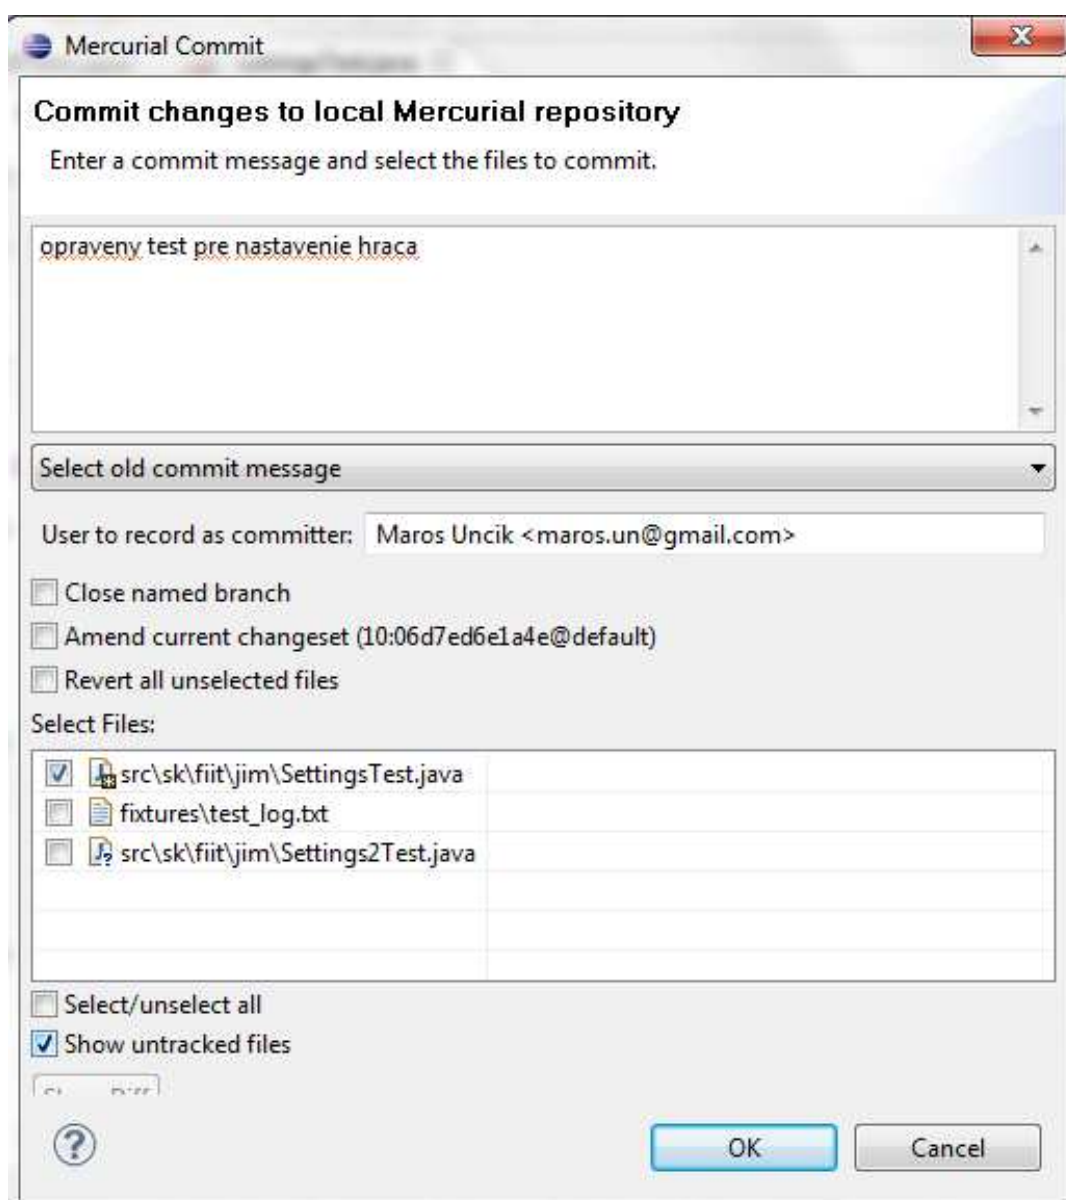 Mercurial Commit
Commit changes to local Mercurial repository
Enter a commit message and select the files to commit.
opraveny test pre nastavenie hraca
Select old commit message
User to record as committer: Maros Uncik <maros.un@gmail.com>
Close named branch
Amend current changeset (10:06d7ed6e1a4e@default)
Revert all unselected files
Select Files:
src\sk\fiit\jim\SettingsTest.java
fixtures\test_log.txt
src\sk\fiit\jim\Settings2Test.java
Select/unselect all
Show untracked files
OK Cancel